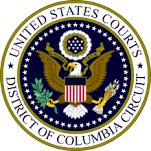 UNITED STATES COURTS
DISTRICT OF COLUMBIA CIRCUIT